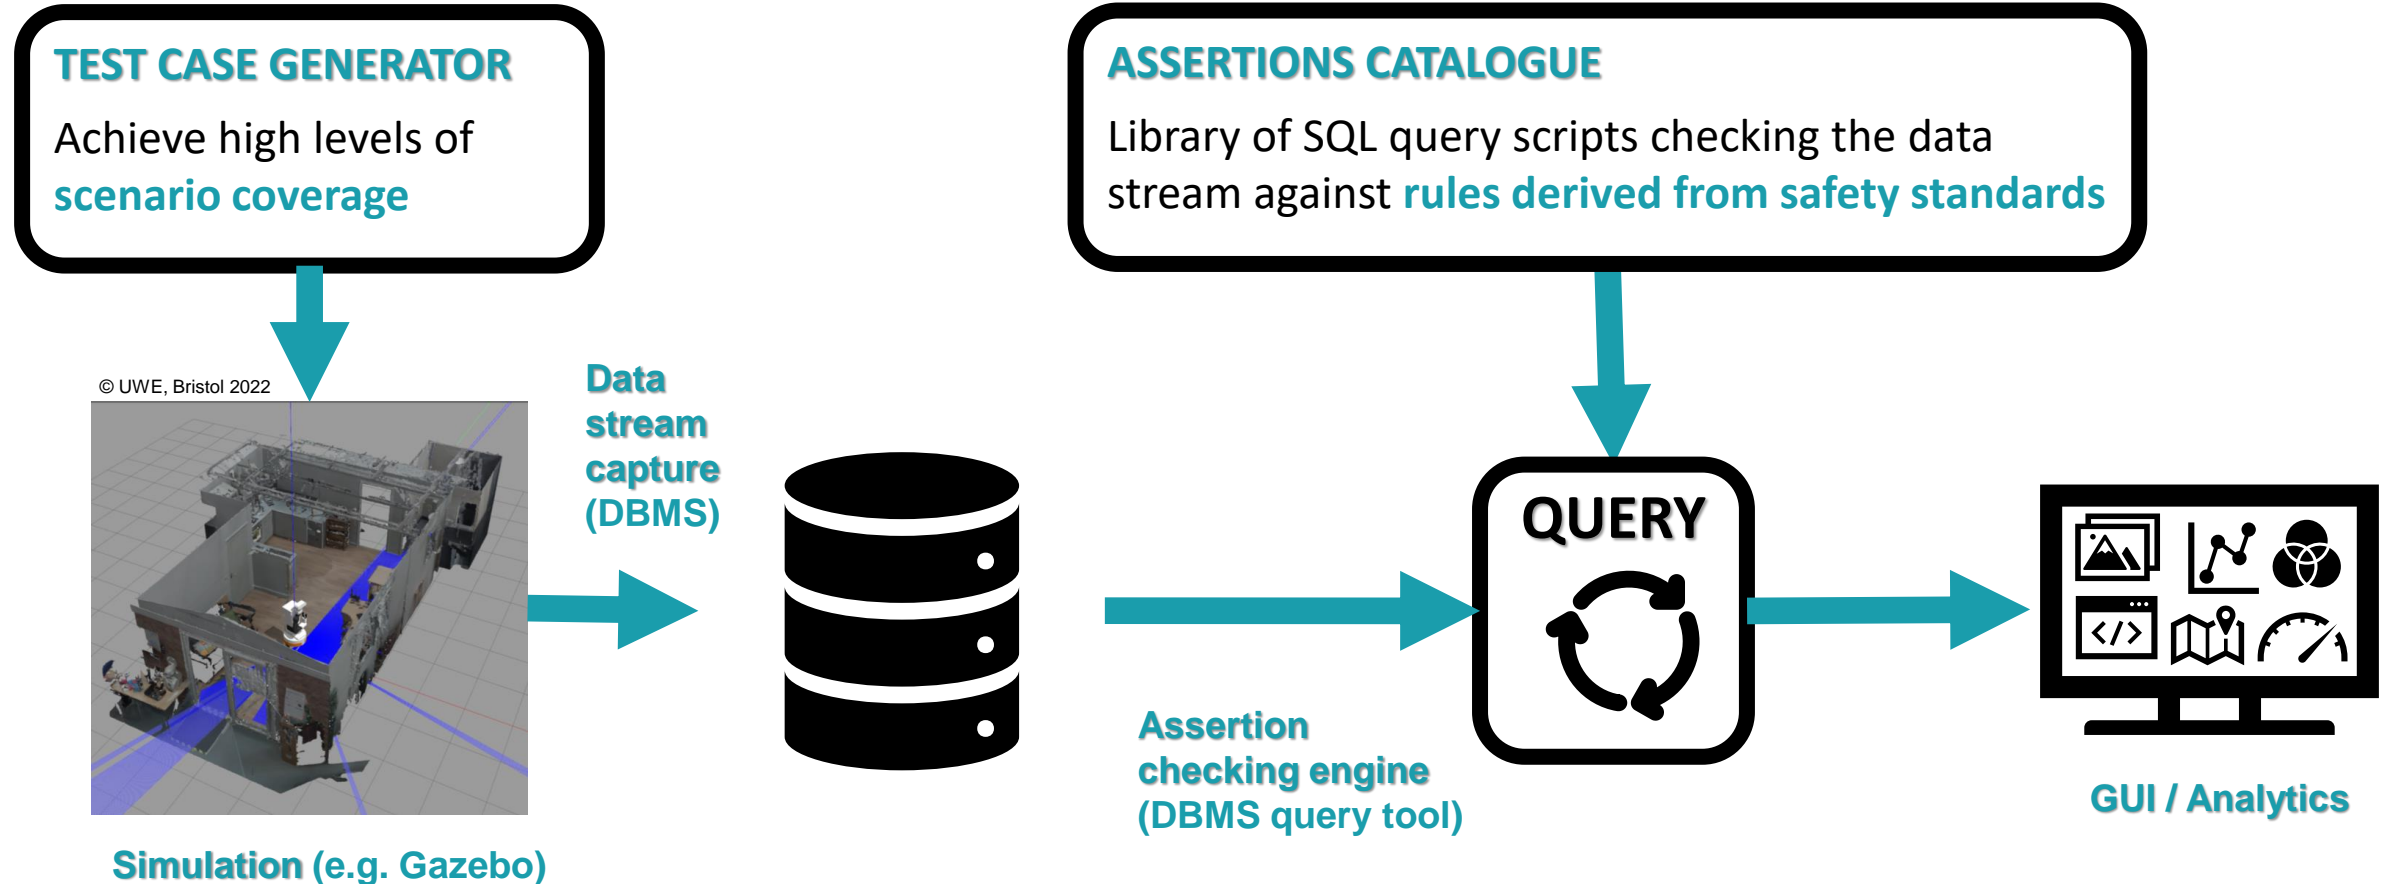 TEST CASE GENERATOR
Achieve high levels of
scenario coverage
ASSERTIONS CATALOGUE
Library of SQL query scripts checking the data
stream against rules derived from safety standards
© UWE, Bristol 2022
Data
stream
capture
(DBMS)
QUERY
</>
Assertion
checking engine
(DBMS query tool)
GUI / Analytics
Simulation (e.g. Gazebo)